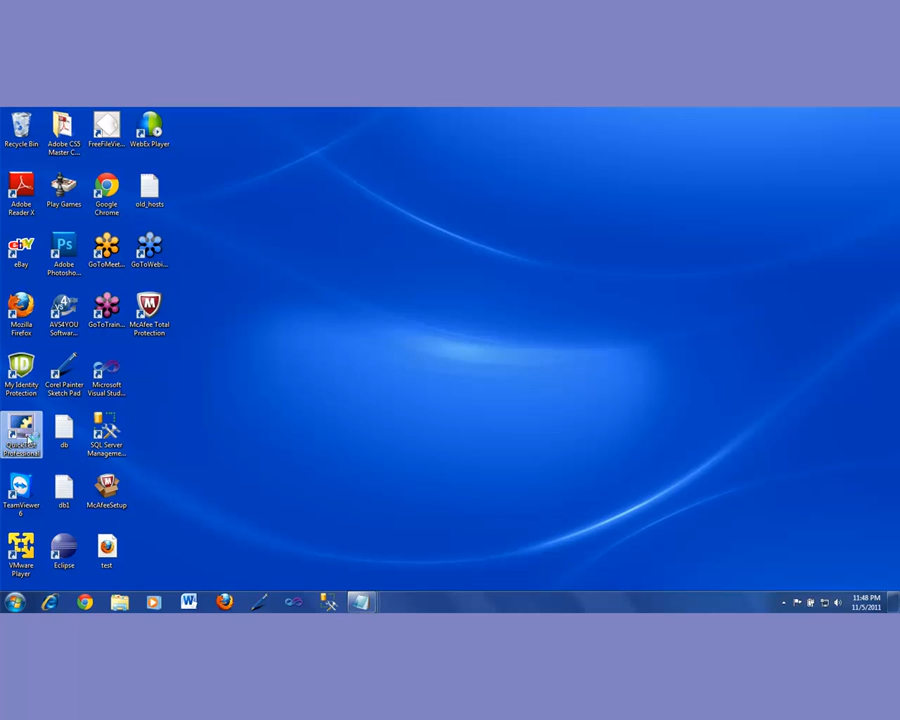 Recycle Bin
Adobe CS5
Master C...
FreeFileVie...
WebEx Player
Adobe
Reader X
Play Games
Google
Chrome
old_hosts
eBay
Adobe
Photosho...
GoToMeet...
GoToWebi...
Mozilla
Firefox
AVS4YOU
Softwar...
GoToTrain...
McAfee Total
Protection
My Identity
Protection
Corel Painter
Sketch Pad
Microsoft
Visual Stud...
Professional
db
SQL Server
Manageme...
TeamViewer
6
db1
McAfeeSetup
VMware
Player
Eclipse
test
11:48 PM
11/5/2011